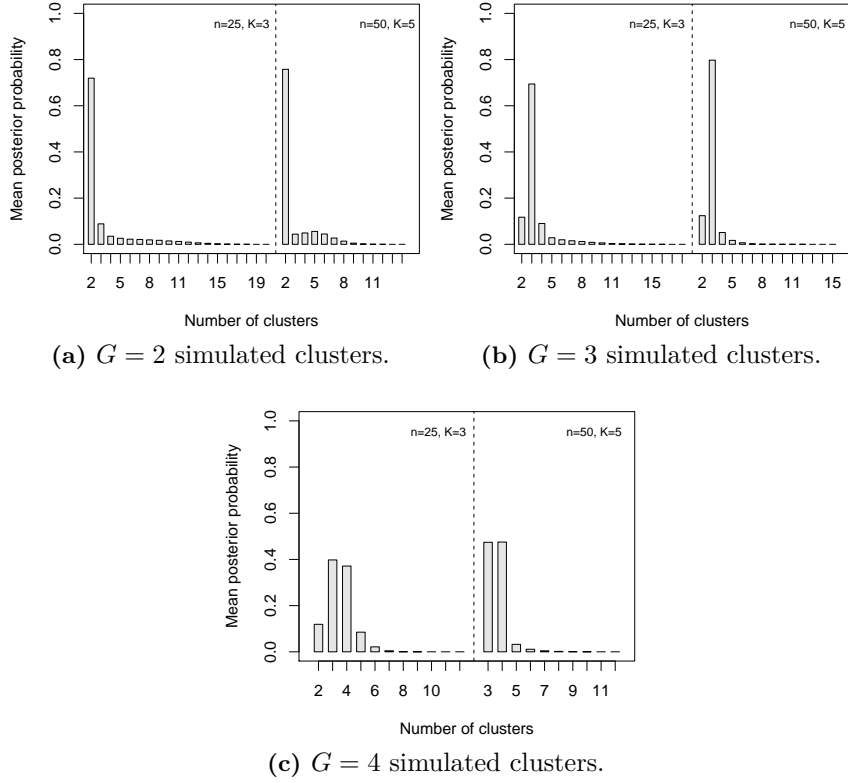 Mean posterior probability
1.0
0.8
0.6
0.4
0.2
0.0
n=25, K=3
n=50, K=5
2 5 8 11 15 19 2 5 8 11
Number of clusters
(a) G = 2 simulated clusters.
Mean posterior probability
1.0
0.8
0.6
0.4
0.2
0.0
n=25, K=3
n=50, K=5
2 5 8 11 15 2 5 8 11 15
Number of clusters
(b) G = 3 simulated clusters.
Mean posterior probability
1.0
0.8
0.6
0.4
0.2
0.0
n=25, K=3
n=50, K=5
2 4 6 8 10 3 5 7 9 11
Number of clusters
(c) G = 4 simulated clusters.